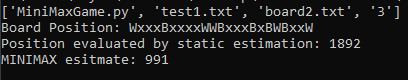 ['MiniMaxGame.py', 'test1.txt', 'board2.txt', '3']
Board Position: WxxxBxxxxWWBxxxBxBWBxxW
Position evaluated by static estimation: 1892
MINIMAX esitmate: 991